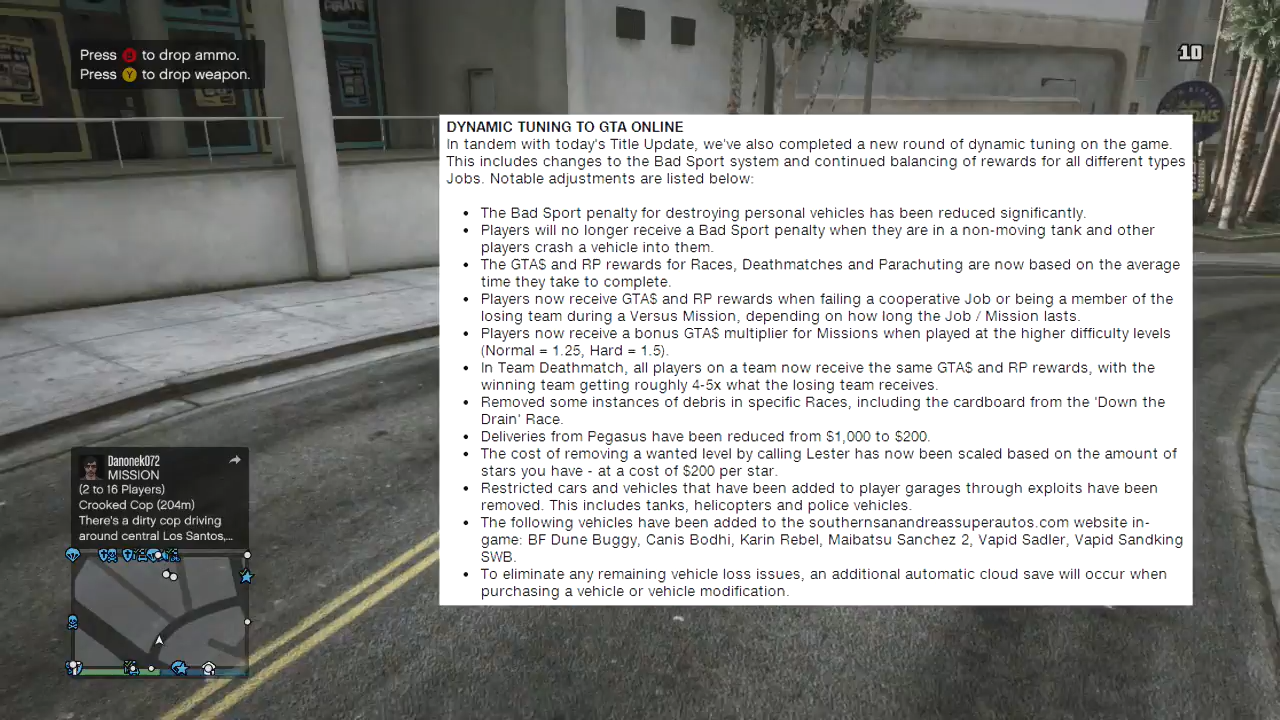 Press B to drop ammo.
Press Y to drop weapon.
10
DYNAMIC TUNING TO GTA ONLINE
In tandem with today's Title Update, we've also completed a new round of dynamic tuning on the game.
This includes changes to the Bad Sport system and continued balancing of rewards for all different types
Jobs. Notable adjustments are listed below:
• The Bad Sport penalty for destroying personal vehicles has been reduced significantly.
• Players will no longer receive a Bad Sport penalty when they are in a non-moving tank and other
players crash a vehicle into them.
• The GTA$ and RP rewards for Races, Deathmatches and Parachuting are now based on the average
time they take to complete.
• Players now receive GTA$ and RP rewards when failing a cooperative Job or being a member of the
losing team during a Versus Mission, depending on how long the Job / Mission lasts.
• Players now receive a bonus GTA$ multiplier for Missions when played at the higher difficulty levels
(Normal = 1.25, Hard = 1.5).
• In Team Deathmatch, all players on a team now receive the same GTA$ and RP rewards, with the
winning team getting roughly 4-5x what the losing team receives.
• Removed some instances of debris in specific Races, including the cardboard from the 'Down the
Drain' Race.
• Deliveries from Pegasus have been reduced from $1,000 to $200.
• The cost of removing a wanted level by calling Lester has now been scaled based on the amount of
stars you have - at a cost of $200 per star.
• Restricted cars and vehicles that have been added to player garages through exploits have been
removed. This includes tanks, helicopters and police vehicles.
• The following vehicles have been added to the southernsanandreassuperautos.com website in-
game: BF Dune Buggy, Canis Bodhi, Karin Rebel, Maibatsu Sanchez 2, Vapid Sadler, Vapid Sandking
SWB.
• To eliminate any remaining vehicle loss issues, an additional automatic cloud save will occur when
purchasing a vehicle or vehicle modification.
Danonek072
MISSION
(2 to 16 Players)
Crooked Cop (204m)
There's a dirty cop driving
around central Los Santos,...